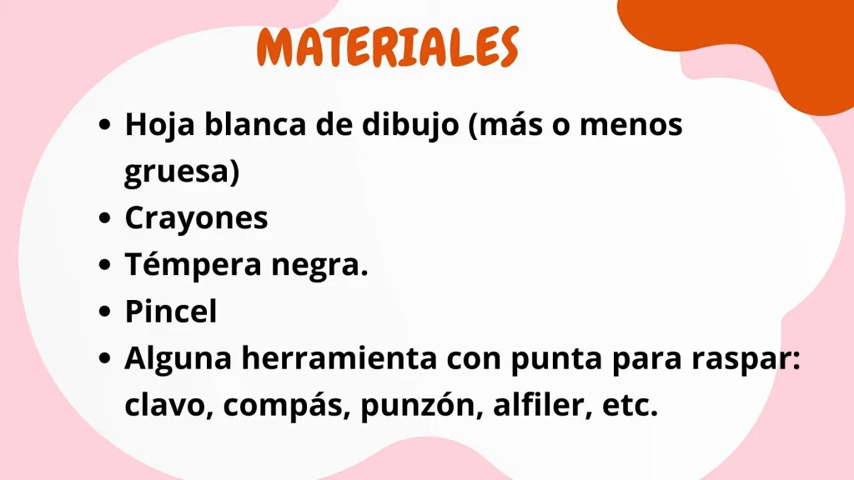 MATERIALES
• Hoja blanca de dibujo (más o menos
gruesa)
• Crayones
• Témpera negra.
• Pincel
• Alguna herramienta con punta para raspar:
clavo, compás, punzón, alfiler, etc.